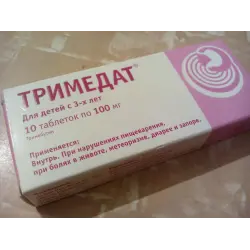 ТРИМЕДАТ®
Для детей с 3-х лет
10 таблеток по 100 мг
Тримебутин
Применяется:
Внутрь. При нарушениях пищеварения,
при болях в животе, метеоризме, диарее и запоре.